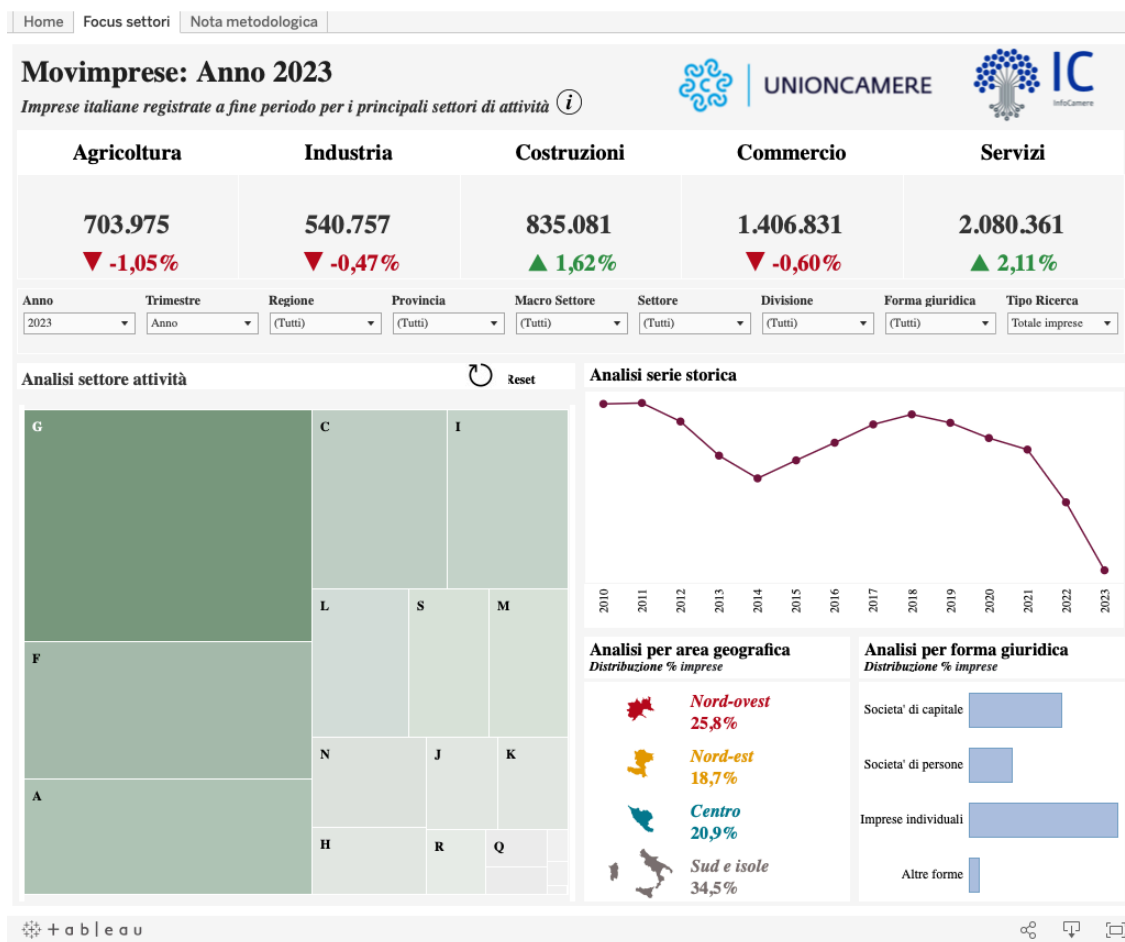 Home Focus settori Nota metodologica
Movimprese: Anno 2023
Imprese italiane registrate a fine periodo per i principali settori di attività i
UNIONCAMERE
IC
InfoCamere
Agricoltura Industria Costruzioni Commercio Servizi
703.975 540.757 835.081 1.406.831 2.080.361
▼ -1,05% ▼ -0,47% ▲ 1,62% ▼ -0,60% ▲ 2,11%
Anno Trimestre Regione Provincia Macro Settore Settore Divisione Forma giuridica Tipo Ricerca
2023 Anno (Tutti) (Tutti) (Tutti) (Tutti) (Tutti) (Tutti) Totale imprese
Analisi settore attività Reset
G C I
L S M
F
N J K
A
H R Q
Analisi serie storica
2010 2011 2012 2013 2014 2015 2016 2017 2018 2019 2020 2021 2022 2023
Analisi per area geografica
Distribuzione % imprese
Nord-ovest
25,8%
Nord-est
18,7%
Centro
20,9%
Sud e isole
34,5%
Analisi per forma giuridica
Distribuzione % imprese
Societa' di capitale
Societa' di persone
Imprese individuali
Altre forme
+ableau